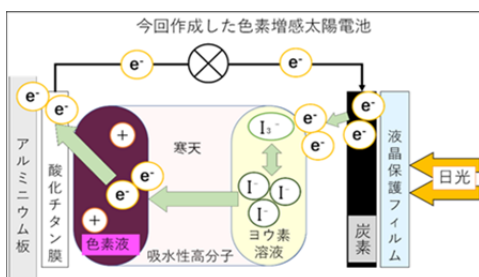 今回作成した色素増感太陽電池
e⁻
e⁻
e⁻
e⁻
e⁻
e⁻
e⁻
e⁻
e⁻
e⁻
+
+
I₃⁻
I⁻
I⁻
I⁻
寒天
アルミニウム板
酸化チタン膜
色素液
吸水性高分子
ヨウ素
溶液
炭素
液晶保護フィルム
日光